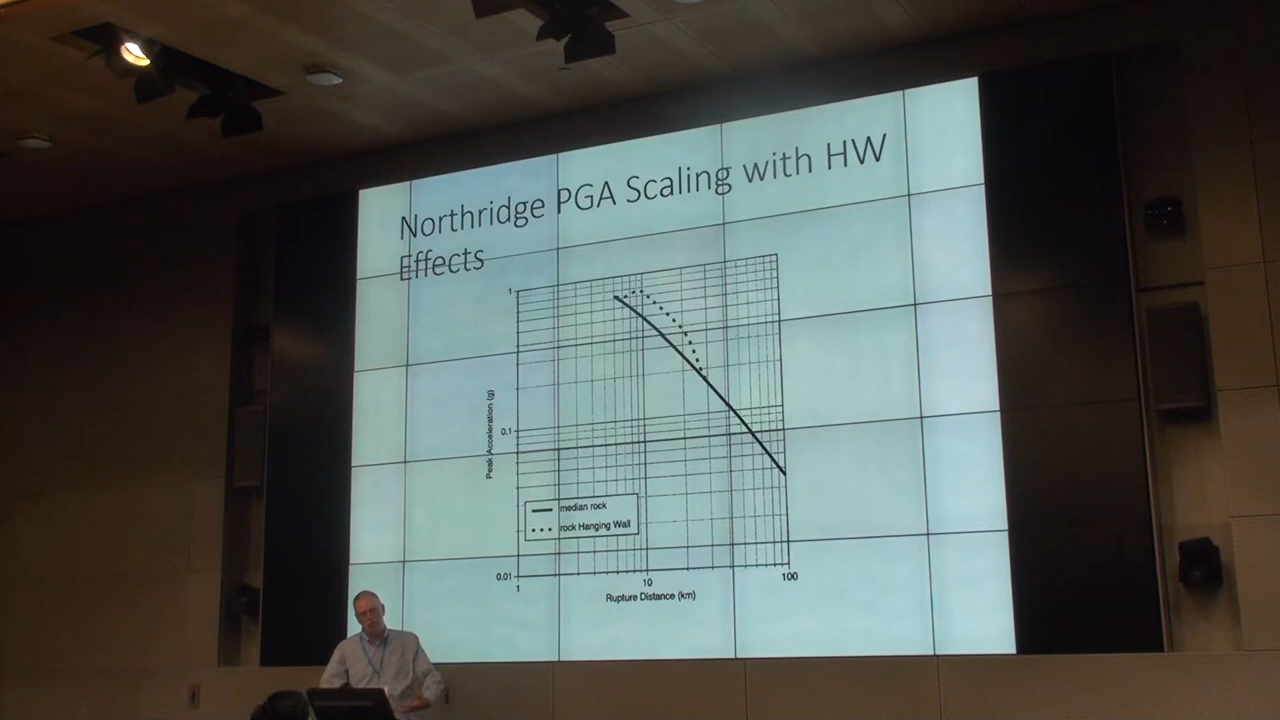 Northridge PGA Scaling with HW
Effects
1
0.1
0.01
Peak Acceleration (g)
median rock
rock Hanging Wall
1
10
100
Rupture Distance (km)